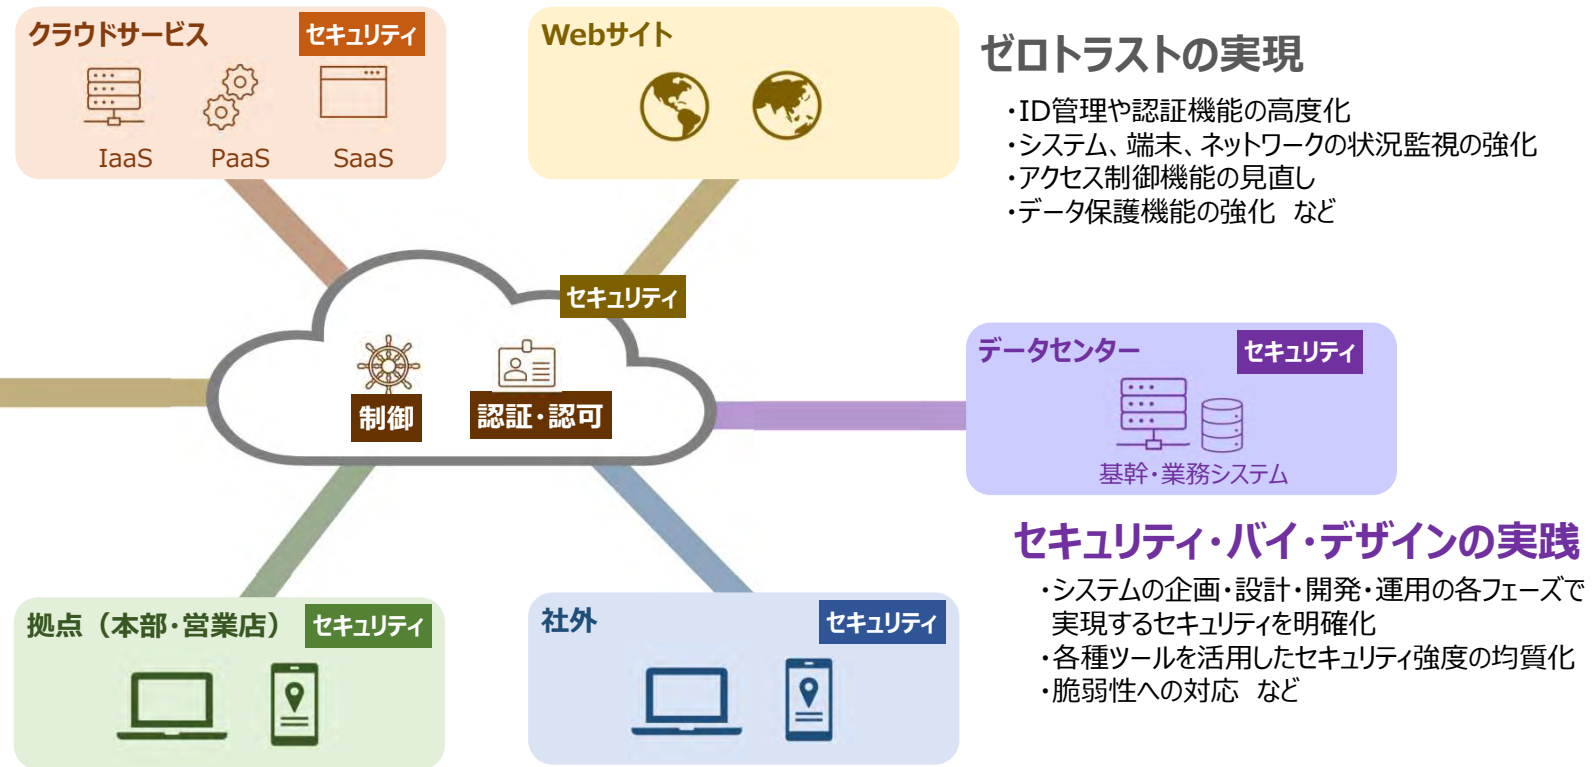 クラウドサービス
セキュリティ
IaaS
PaaS
SaaS
Webサイト
ゼロトラストの実現
・ID管理や認証機能の高度化
・システム、端末、ネットワークの状況監視の強化
・アクセス制御機能の見直し
・データ保護機能の強化　など
セキュリティ
制御
認証・認可
データセンター
セキュリティ
基幹・業務システム
セキュリティ・バイ・デザインの実践
・システムの企画・設計・開発・運用の各フェーズで
実現するセキュリティを明確化
・各種ツールを活用したセキュリティ強度の均質化
・脆弱性への対応　など
拠点（本部・営業店）
セキュリティ
社外
セキュリティ